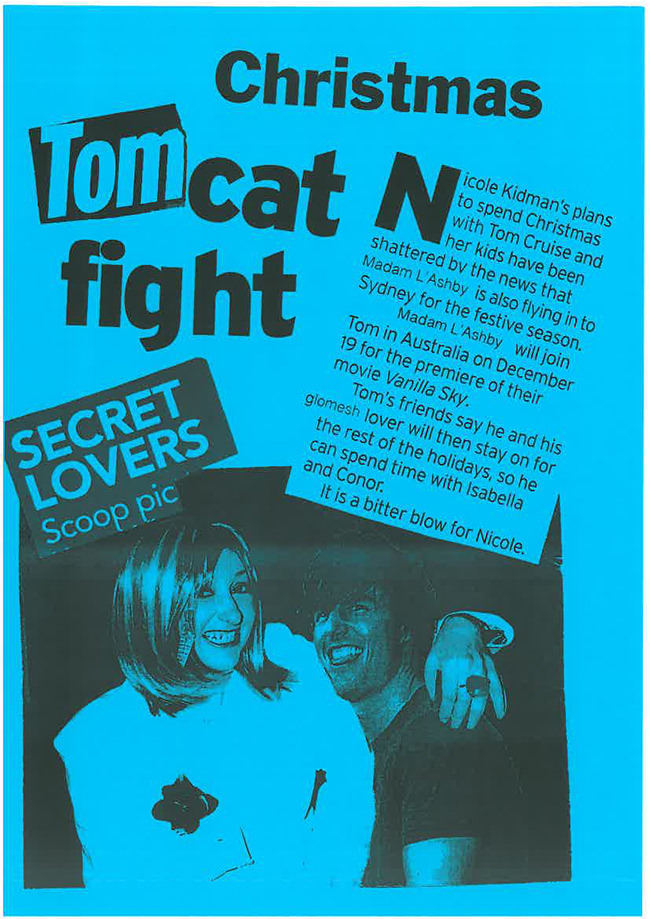 Christmas
Tomcat
fight
Nicole Kidman's plans
to spend Christmas
with Tom Cruise and
her kids have been
shattered by the news that
Madam L'Ashby is also flying in to
Sydney for the festive season.
Madam L'Ashby will join
Tom in Australia on December
19 for the premiere of their
movie Vanilla Sky.
Tom's friends say he and his
glomesh lover will then stay on for
the rest of the holidays, so he
can spend time with Isabella
and Conor.
It is a bitter blow for Nicole.
SECRET
LOVERS
Scoop pic